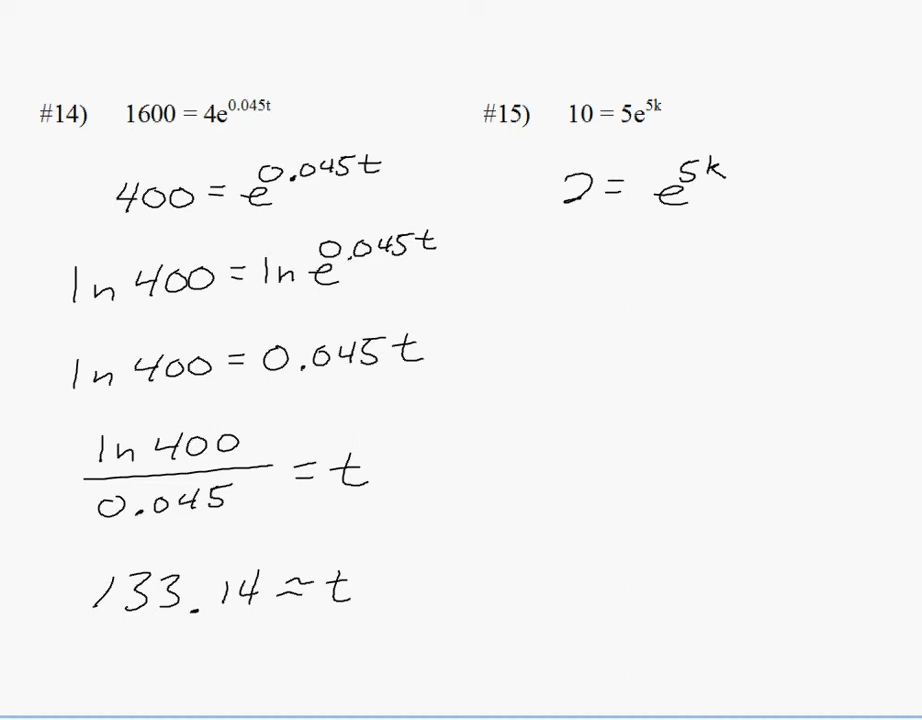 #14) 1600 = 4e^0.045t
400 = e^0.045t
ln 400 = ln e^0.045t
ln 400 = 0.045t
ln 400
0.045
= t
133.14 ≈ t
#15) 10 = 5e^5k
2 = e^5k